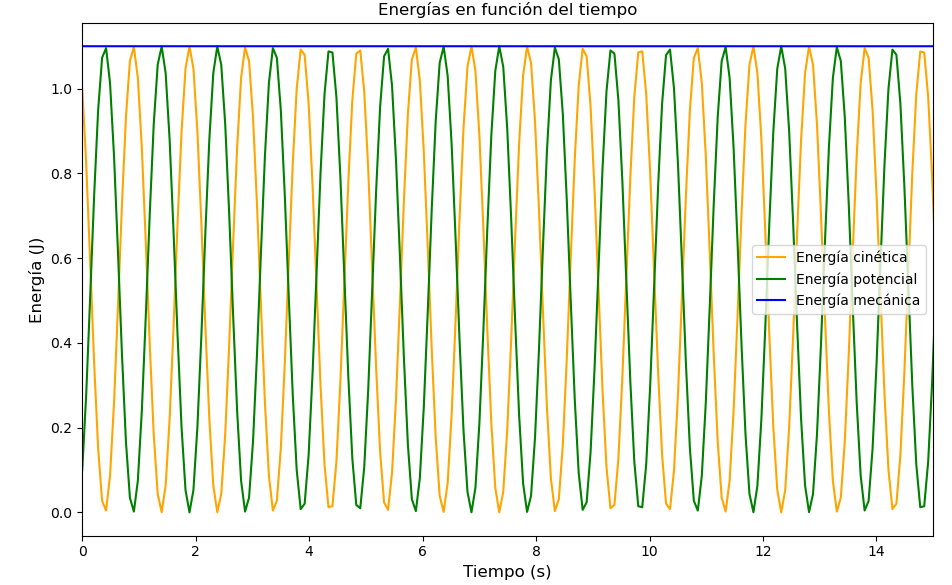 Energías en función del tiempo
Energía (J)
1.0
0.8
0.6
0.4
0.2
0.0
Energía cinética
Energía potencial
Energía mecánica
0 2 4 6 8 10 12 14
Tiempo (s)